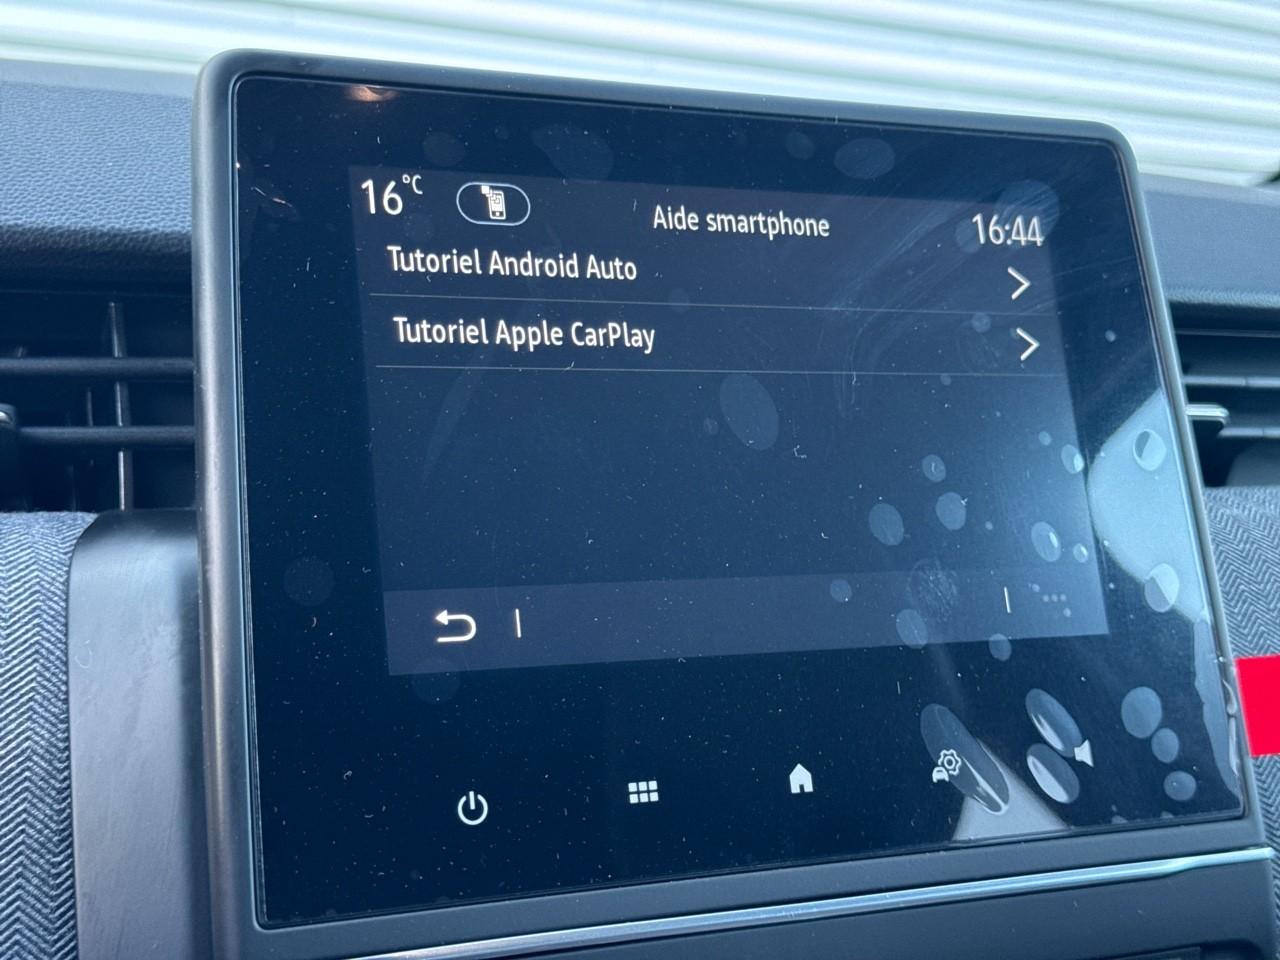 16°C
Aide smartphone
16:44
Tutoriel Android Auto
Tutoriel Apple CarPlay